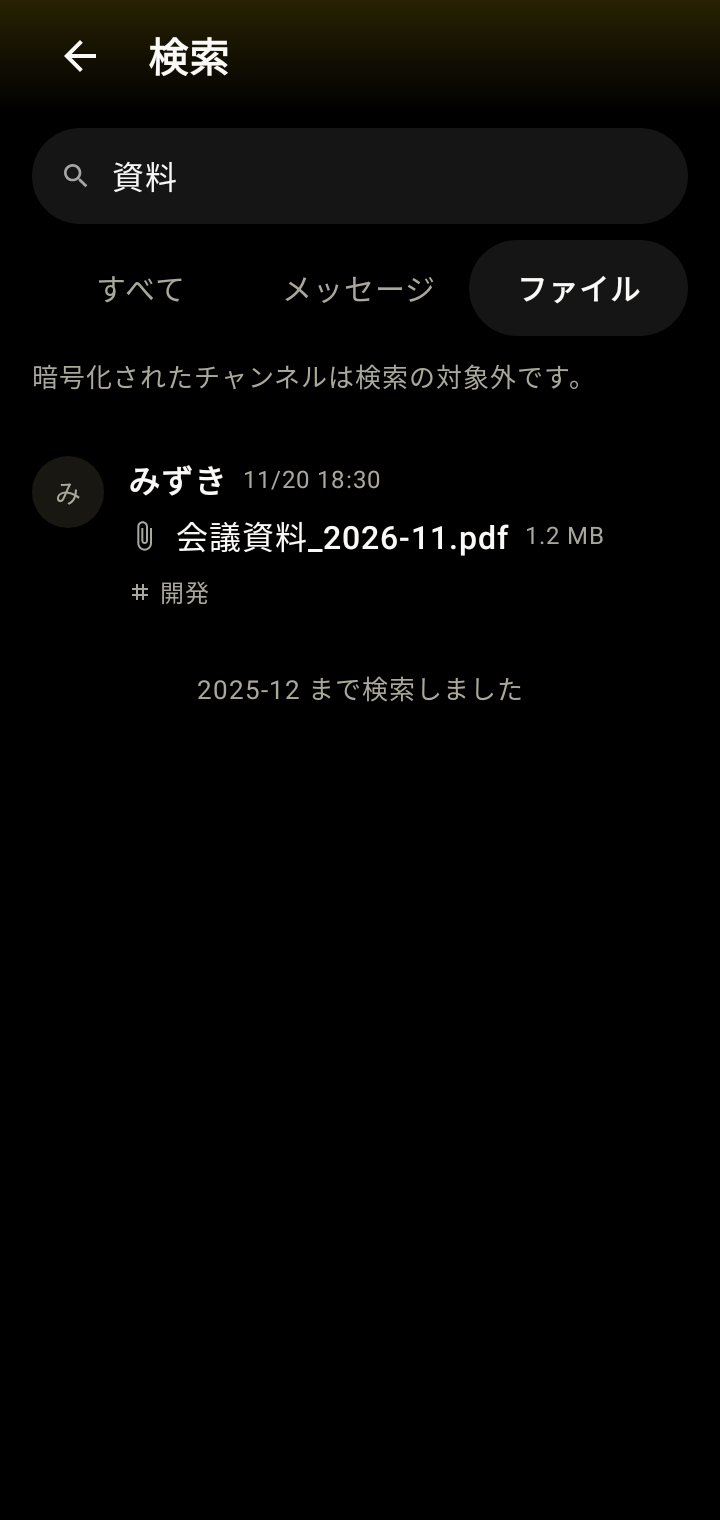 検索
資料
すべて メッセージ ファイル
暗号化されたチャンネルは検索の対象外です。
み みずき 11/20 18:30
会議資料_2026-11.pdf 1.2 MB
# 開発
2025-12 まで検索しました